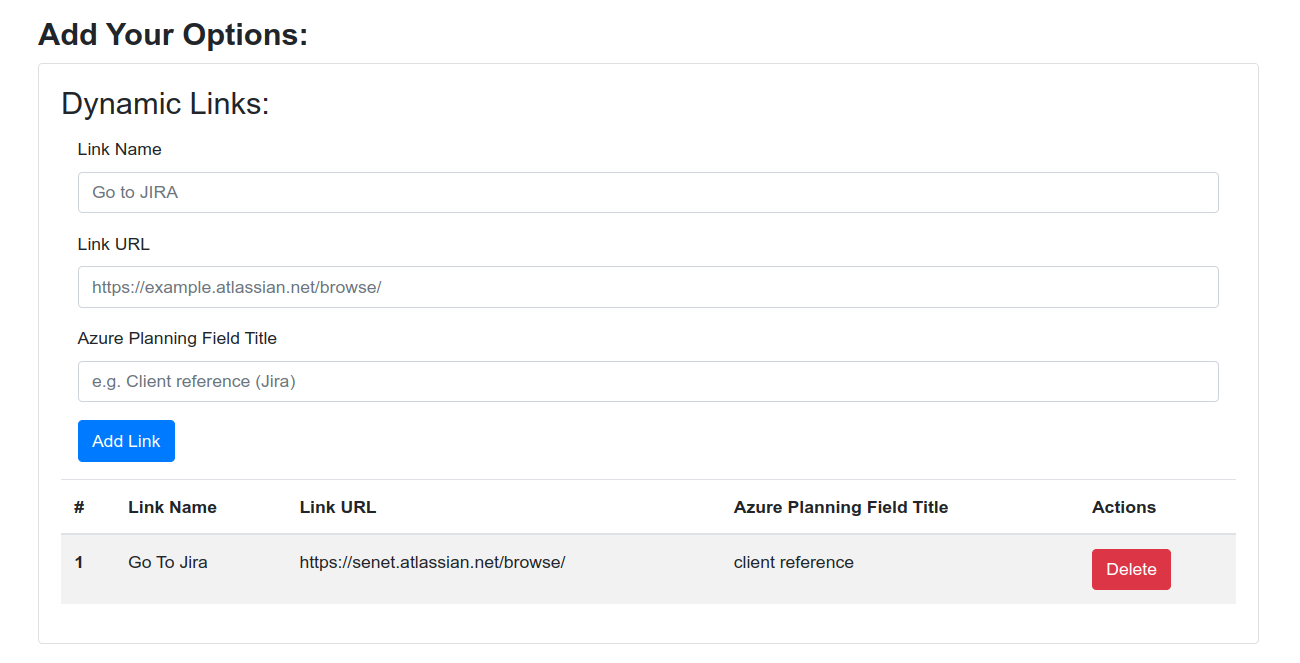 Add Your Options:
Dynamic Links:
Link Name
Go to JIRA
Link URL
https://example.atlassian.net/browse/
Azure Planning Field Title
e.g. Client reference (Jira)
Add Link
# Link Name Link URL Azure Planning Field Title Actions
1 Go To Jira https://senet.atlassian.net/browse/ client reference Delete